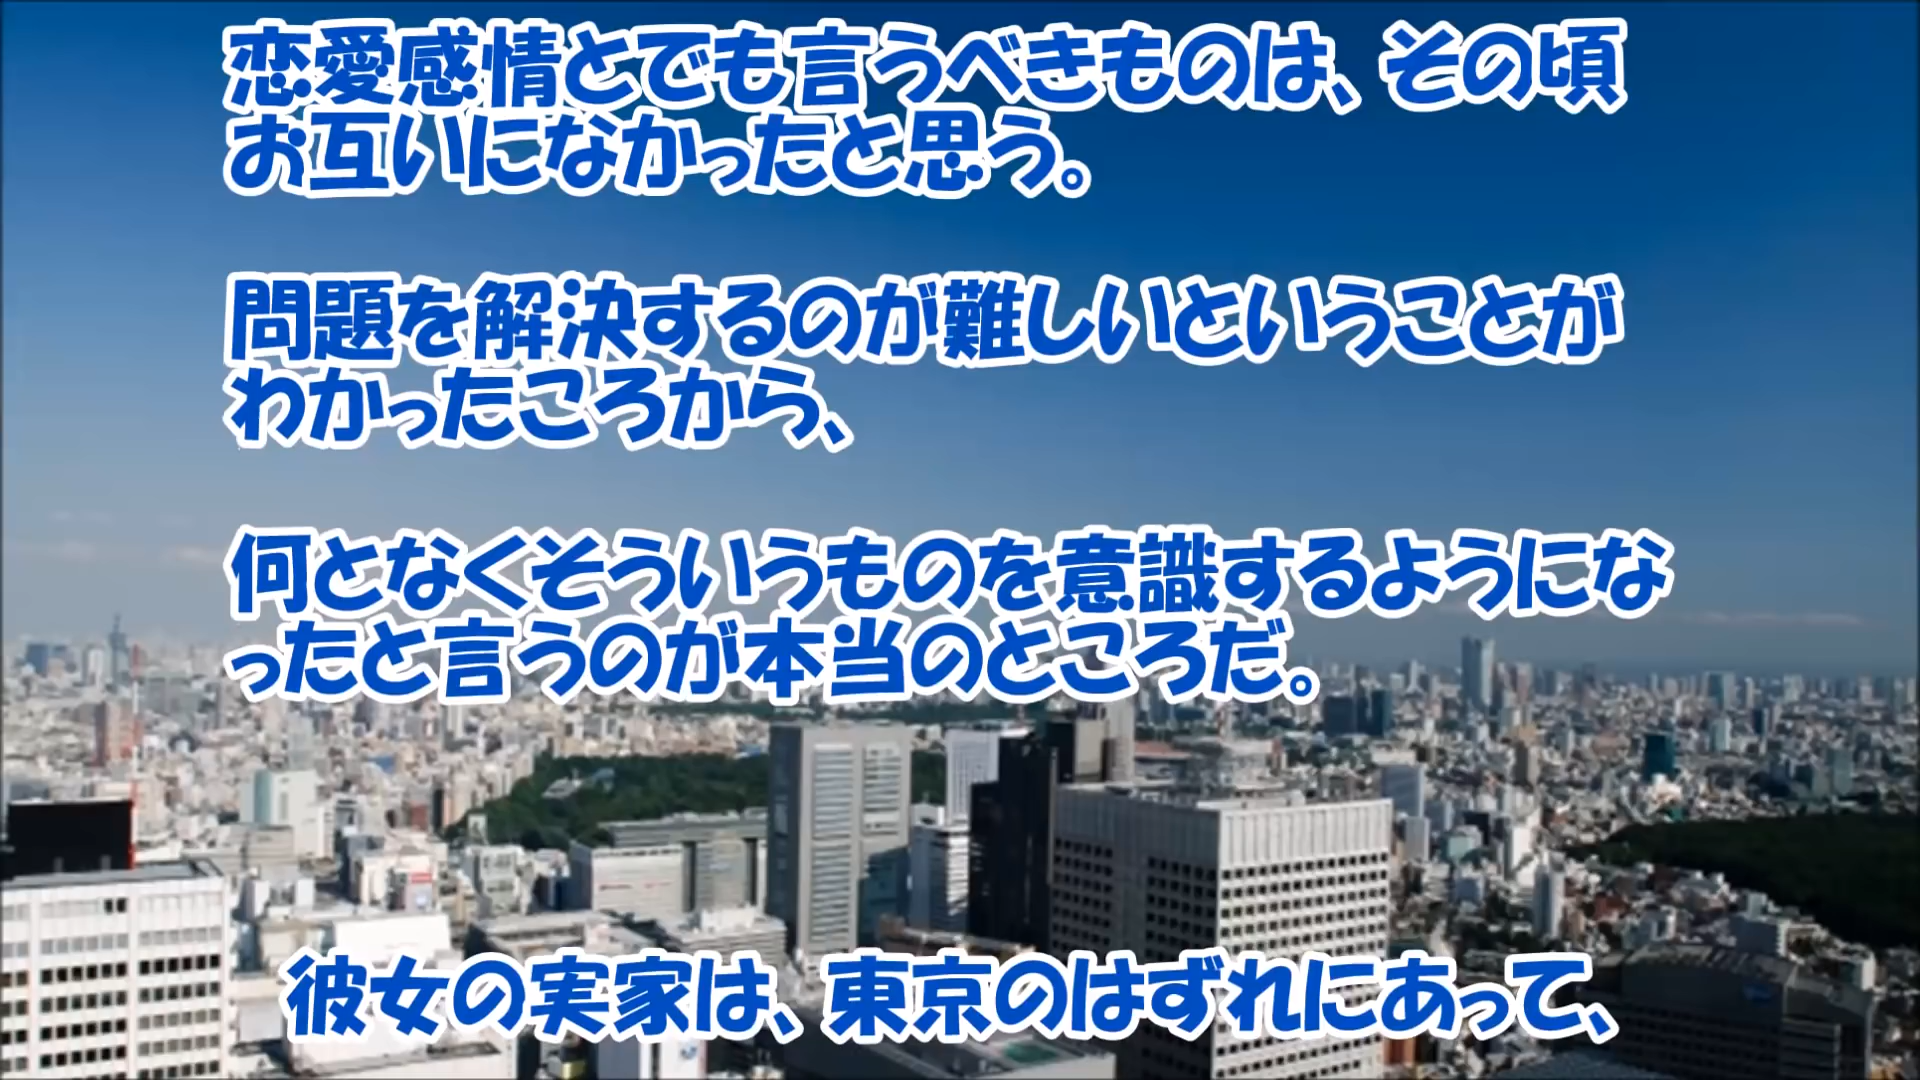 恋愛感情とでも言うべきものは、その頃
お互いになかったと思う。
問題を解決するのが難しいということが
わかったころから、
何となくそういうものを意識するようにな
ったと言うのが本当のところだ。
彼女の実家は、東京のはずれにあって、